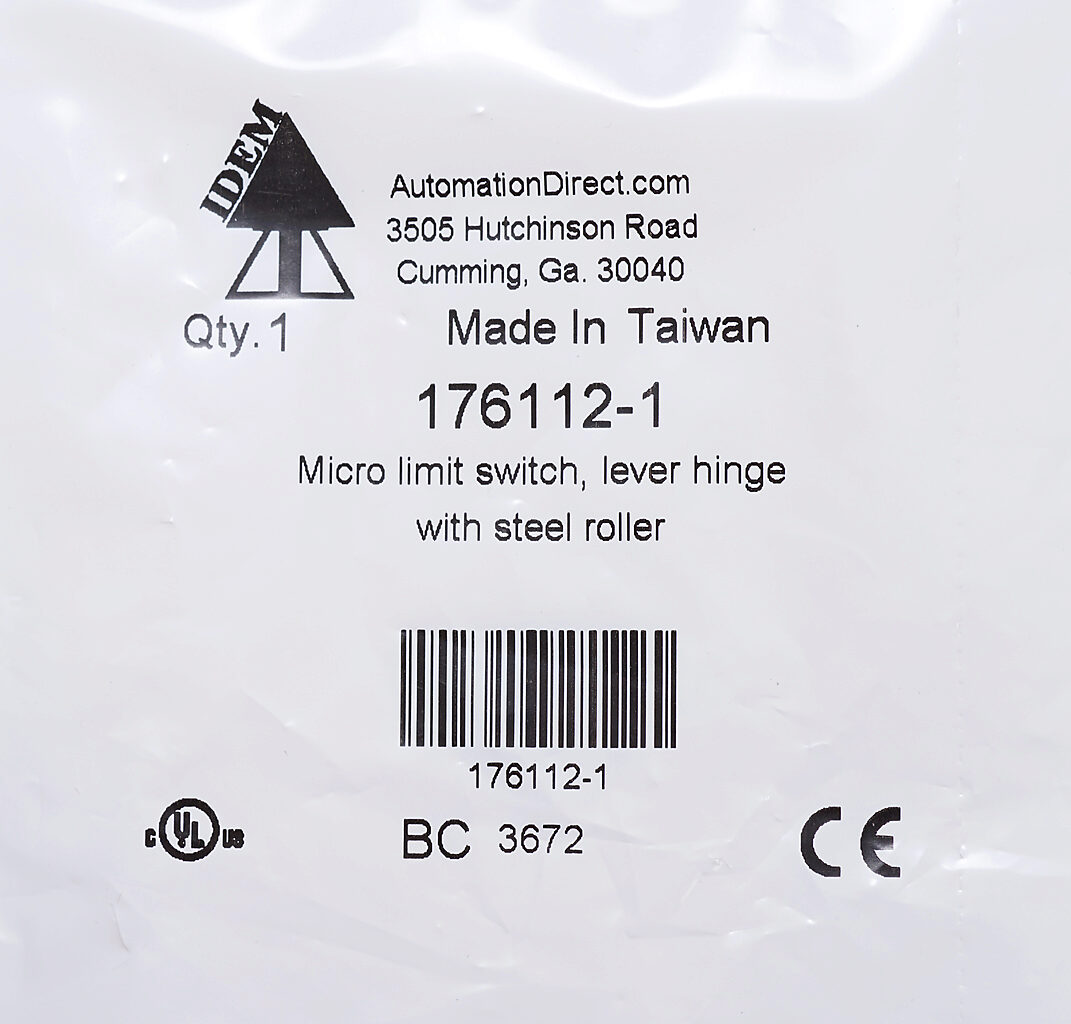 IDEM
AutomationDirect.com
3505 Hutchinson Road
Cumming, Ga. 30040
Qty. 1
Made In Taiwan
176112-1
Micro limit switch, lever hinge
with steel roller
176112-1
c UL US
BC 3672
CE